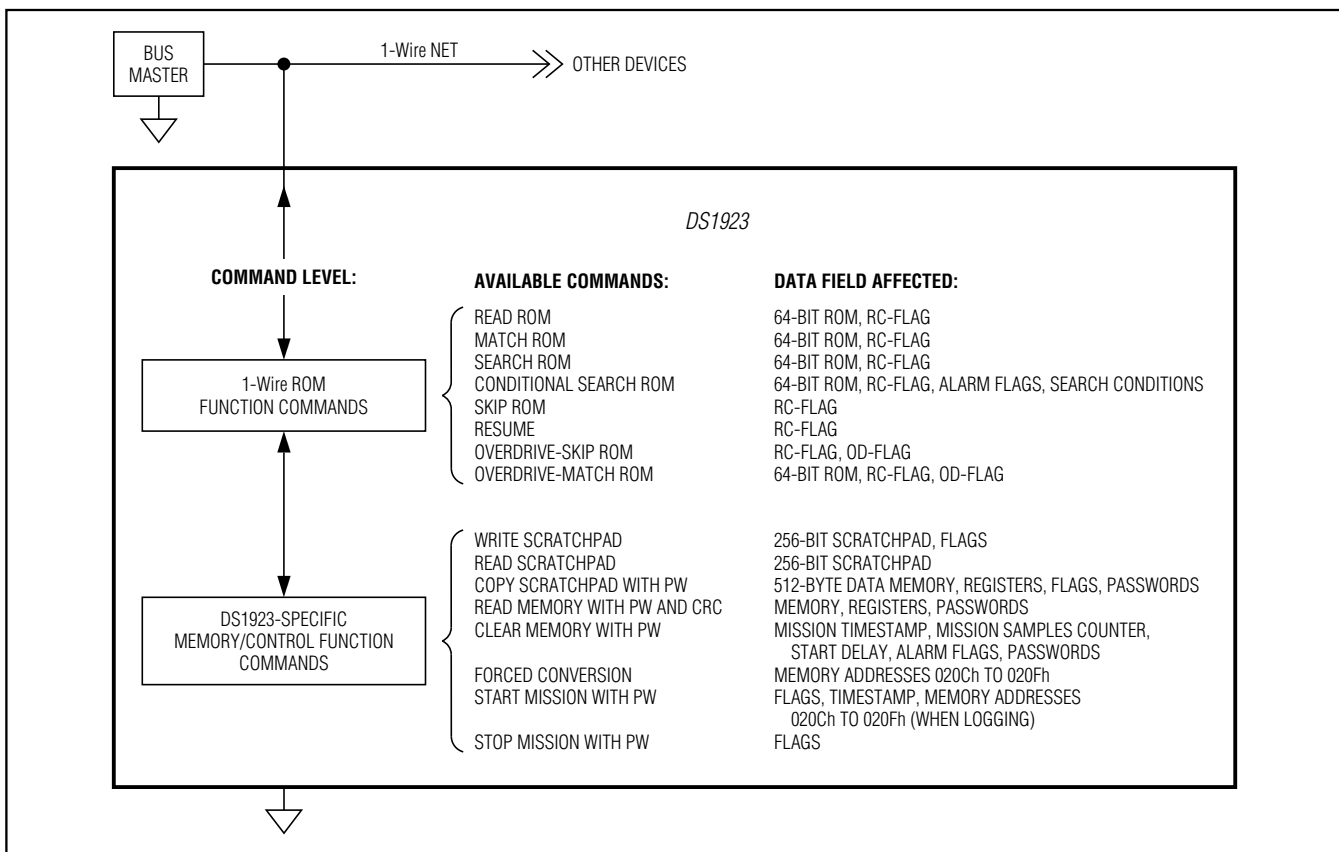 BUS
MASTER
1-Wire NET
OTHER DEVICES
DS1923
COMMAND LEVEL: AVAILABLE COMMANDS: DATA FIELD AFFECTED:
1-Wire ROM
FUNCTION COMMANDS
READ ROM 64-BIT ROM, RC-FLAG
MATCH ROM 64-BIT ROM, RC-FLAG
SEARCH ROM 64-BIT ROM, RC-FLAG
CONDITIONAL SEARCH ROM 64-BIT ROM, RC-FLAG, ALARM FLAGS, SEARCH CONDITIONS
SKIP ROM RC-FLAG
RESUME RC-FLAG
OVERDRIVE-SKIP ROM RC-FLAG, OD-FLAG
OVERDRIVE-MATCH ROM 64-BIT ROM, RC-FLAG, OD-FLAG
DS1923-SPECIFIC
MEMORY/CONTROL FUNCTION
COMMANDS
WRITE SCRATCHPAD 256-BIT SCRATCHPAD, FLAGS
READ SCRATCHPAD 256-BIT SCRATCHPAD
COPY SCRATCHPAD WITH PW 512-BYTE DATA MEMORY, REGISTERS, FLAGS, PASSWORDS
READ MEMORY WITH PW AND CRC MEMORY, REGISTERS, PASSWORDS
CLEAR MEMORY WITH PW MISSION TIMESTAMP, MISSION SAMPLES COUNTER,
START DELAY, ALARM FLAGS, PASSWORDS
FORCED CONVERSION MEMORY ADDRESSES 020Ch TO 020Fh
START MISSION WITH PW FLAGS, TIMESTAMP, MEMORY ADDRESSES
020Ch TO 020Fh (WHEN LOGGING)
STOP MISSION WITH PW FLAGS